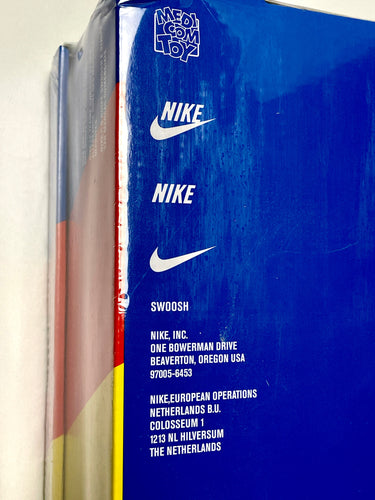 MEDI
COM
TOY
NIKE
NIKE
SWOOSH
NIKE, INC.
ONE BOWERMAN DRIVE
BEAVERTON, OREGON USA
97005-6453
NIKE,EUROPEAN OPERATIONS
NETHERLANDS B.U.
COLOSSEUM 1
1213 NL HILVERSUM
THE NETHERLANDS